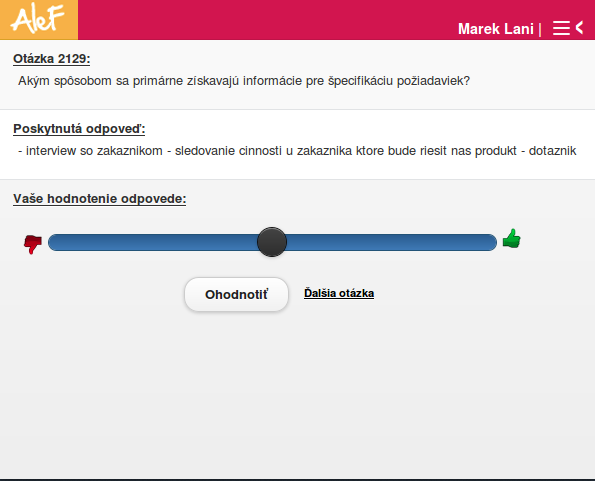 AleF
Marek Lani |
Otázka 2129:
Akým spôsobom sa primárne získavajú informácie pre špecifikáciu požiadaviek?
Poskytnutá odpoveď:
- interview so zakaznikom - sledovanie cinnosti u zakaznika ktore bude riesit nas produkt - dotaznik
Vaše hodnotenie odpovede:
Ohodnotiť
Ďalšia otázka